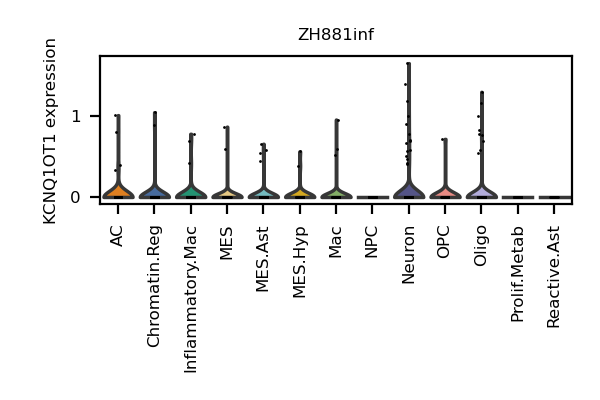 ZH881inf
KCNQ1OT1 expression
1
0
AC
Chromatin.Reg
Inflammatory.Mac
MES
MES.Ast
MES.Hyp
Mac
NPC
Neuron
OPC
Oligo
Prolif.Metab
Reactive.Ast